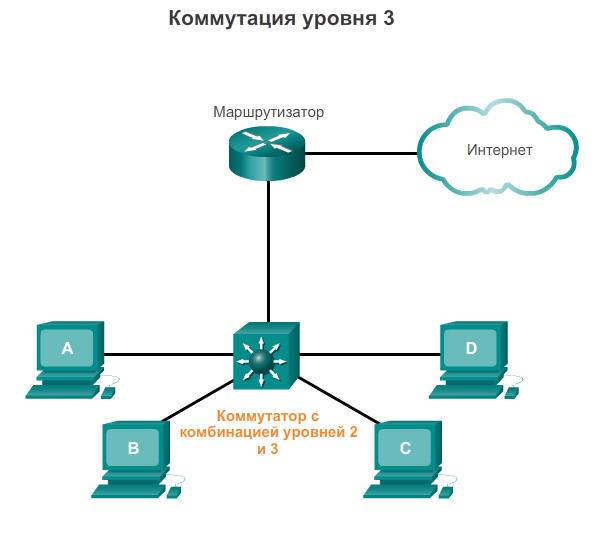 Коммутация уровня 3
Маршрутизатор
Интернет
A
D
B
C
Коммутатор с
комбинацией уровней 2
и 3